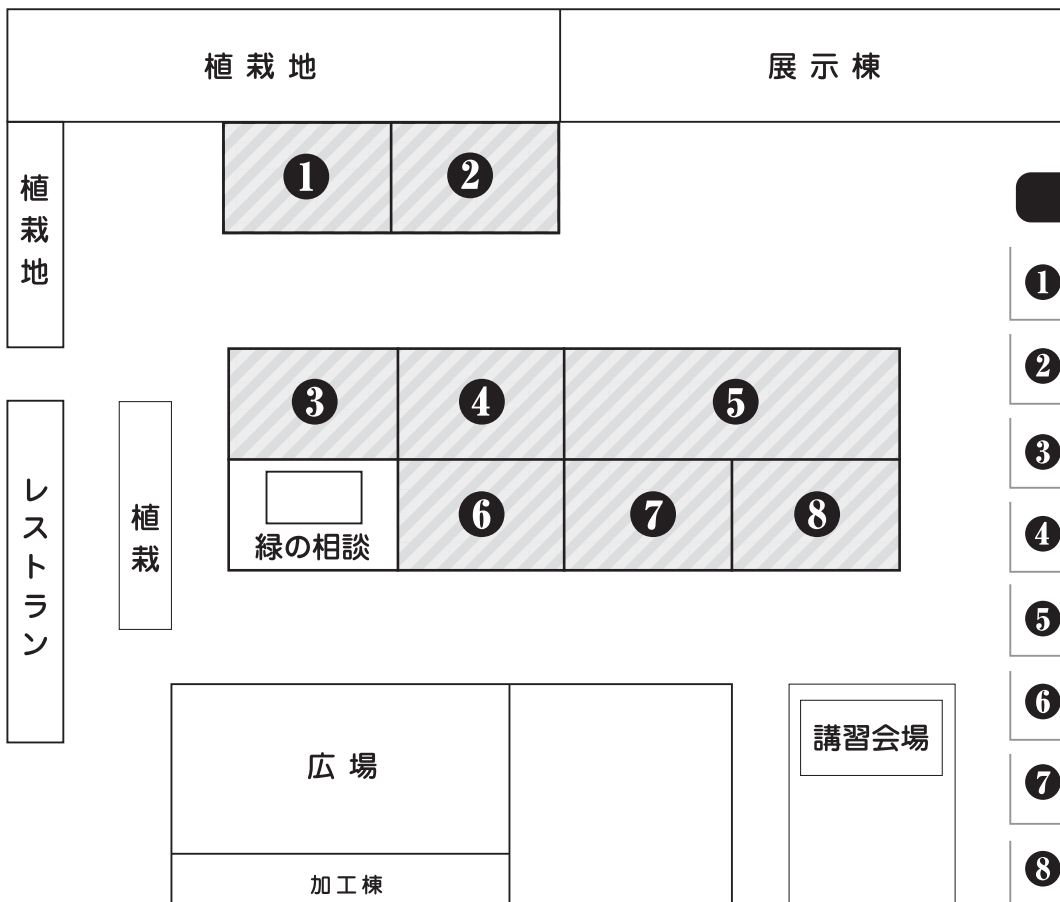 植栽地
展示棟
❶
❷
植栽地
❸
❹
❺
緑の相談
❻
❼
❽
レストラン
植栽
広場
加工棟
講習会場
❶
❷
❸
❹
❺
❻
❼
❽